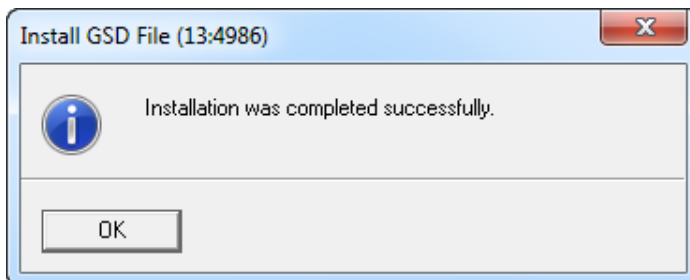 Install GSD File (13:4986)
Installation was completed successfully.
OK